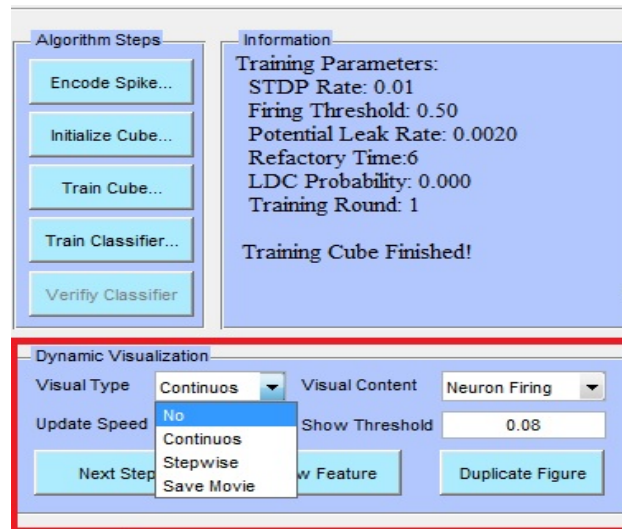 Algorithm Steps
Encode Spike...
Initialize Cube...
Train Cube...
Train Classifier...
Verifiy Classifier
Information
Training Parameters:
STDP Rate: 0.01
Firing Threshold: 0.50
Potential Leak Rate: 0.0020
Refactory Time:6
LDC Probability: 0.000
Training Round: 1
Training Cube Finished!
Dynamic Visualization
Visual Type Continuos Visual Content Neuron Firing
Update Speed Show Threshold 0.08
No
Continuos
Stepwise
Save Movie
Next Step Feature Duplicate Figure